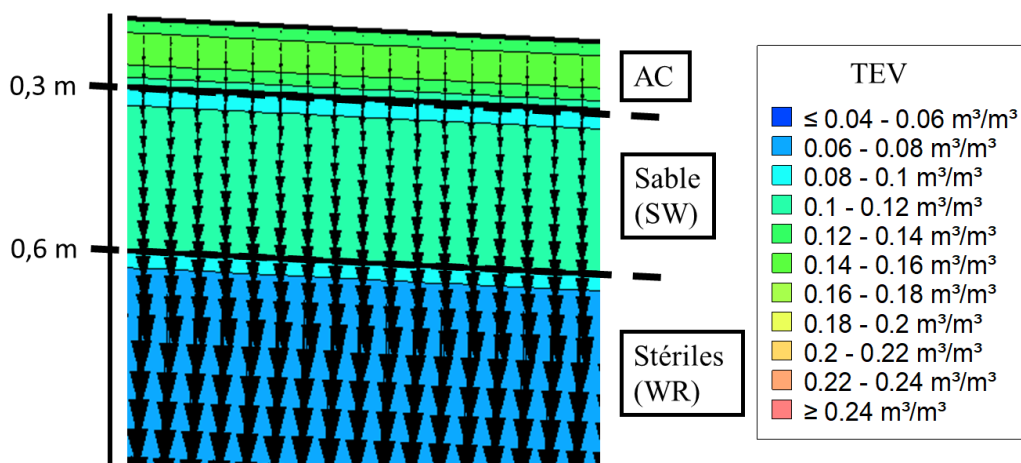 0,3 m
0,6 m
AC
Sable
(SW)
Stériles
(WR)
TEV
≤ 0.04 - 0.06 m³/m³
0.06 - 0.08 m³/m³
0.08 - 0.1 m³/m³
0.1 - 0.12 m³/m³
0.12 - 0.14 m³/m³
0.14 - 0.16 m³/m³
0.16 - 0.18 m³/m³
0.18 - 0.2 m³/m³
0.2 - 0.22 m³/m³
0.22 - 0.24 m³/m³
≥ 0.24 m³/m³